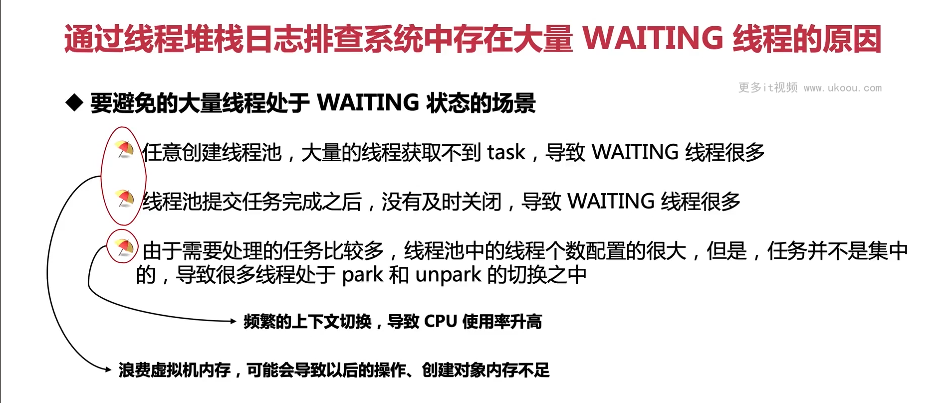 通过线程堆栈日志排查系统中存在大量 WAITING 线程的原因
更多it视频 www.ukoou.com
◆ 要避免的大量线程处于 WAITING 状态的场景
任意创建线程池，大量的线程获取不到 task，导致 WAITING 线程很多
线程池提交任务完成之后，没有及时关闭，导致 WAITING 线程很多
由于需要处理的任务比较多，线程池中的线程个数配置的很大，但是，任务并不是集中
的，导致很多线程处于 park 和 unpark 的切换之中
频繁的上下文切换，导致 CPU 使用率升高
浪费虚拟机内存，可能会导致以后的操作、创建对象内存不足